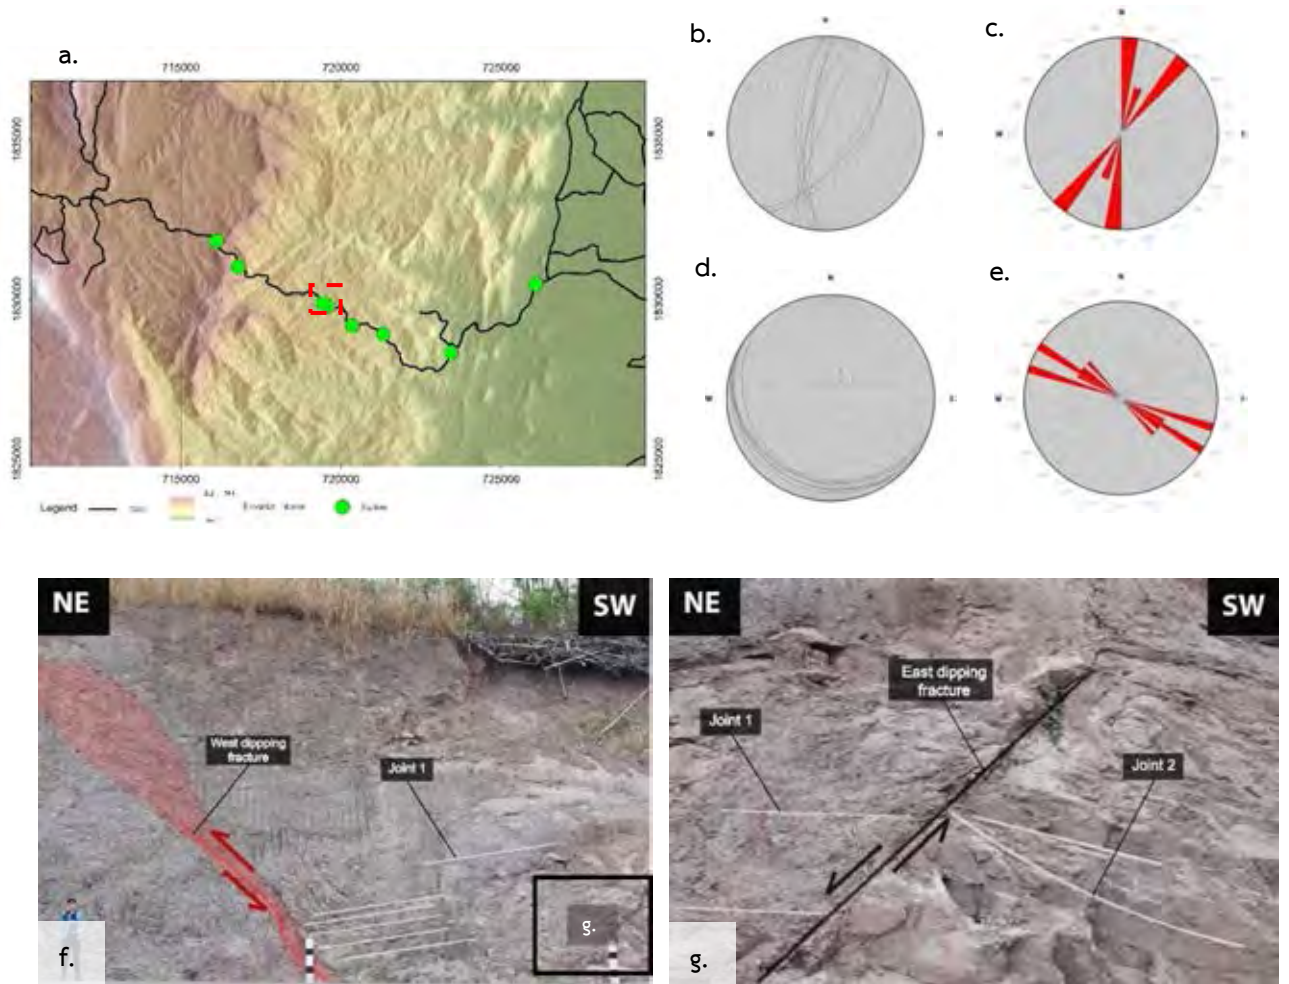 a.
715000
720000
725000
1835000
1835000
1830000
1830000
1825000
1825000
715000
720000
725000
Legend
b.
c.
d.
e.
NE
SW
West dippping
fracture
Joint 1
g.
f.
NE
SW
East dipping
fracture
Joint 1
Joint 2
g.